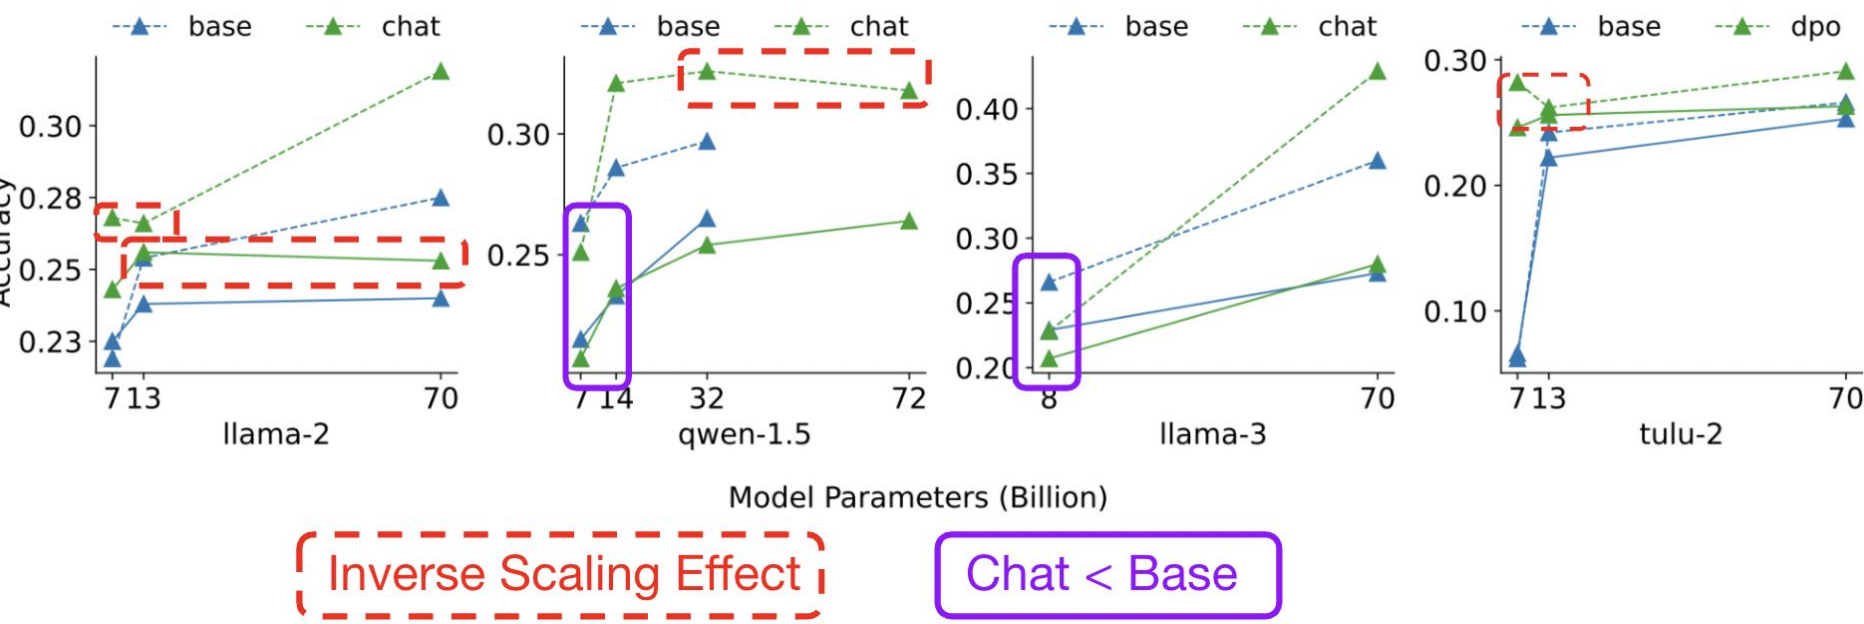 base chat
base chat
base chat
base dpo
Accuracy
0.30
0.28
0.25
0.23
7 13 70
llama-2
0.30
0.25
7 14 32 72
qwen-1.5
0.40
0.35
0.30
0.25
0.20
8 70
llama-3
0.30
0.20
0.10
7 13 70
tulu-2
Model Parameters (Billion)
Inverse Scaling Effect
Chat < Base